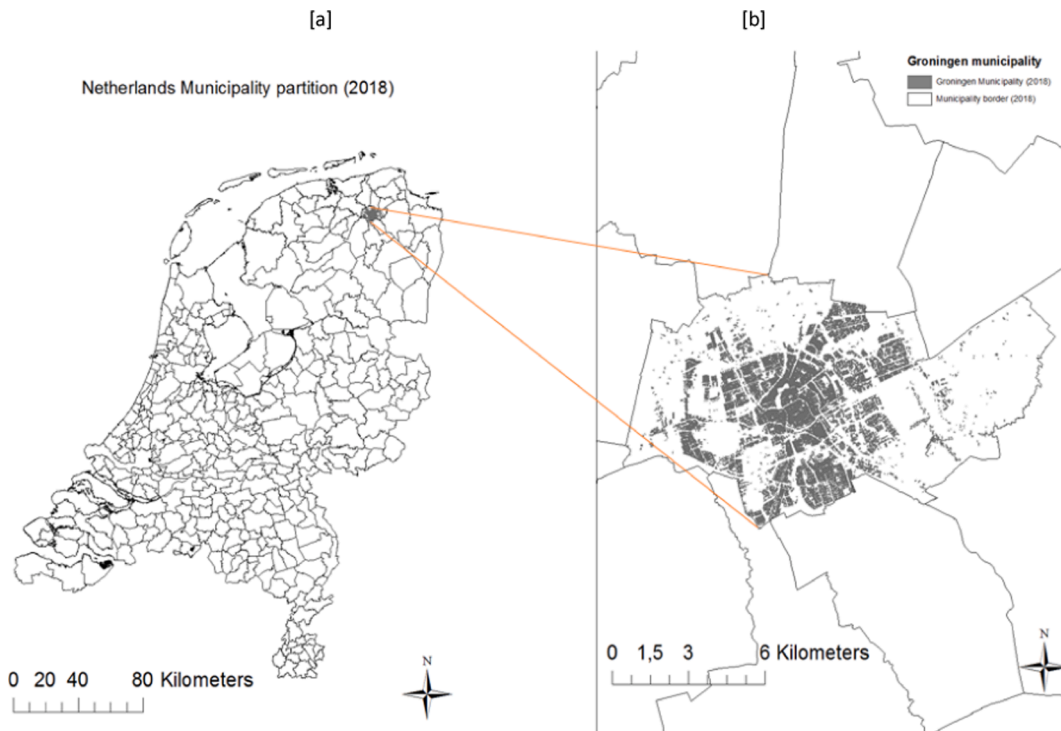 [a]
[b]
Netherlands Municipality partition (2018)
Groningen municipality
Groningen Municipality (2018)
Municipality border (2018)
N
0 20 40 80 Kilometers
N
0 1,5 3 6 Kilometers